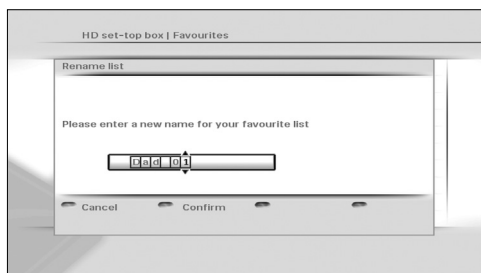 HD set-top box | Favourites
Rename list
Please enter a new name for your favourite list
Dad 01
Cancel Confirm